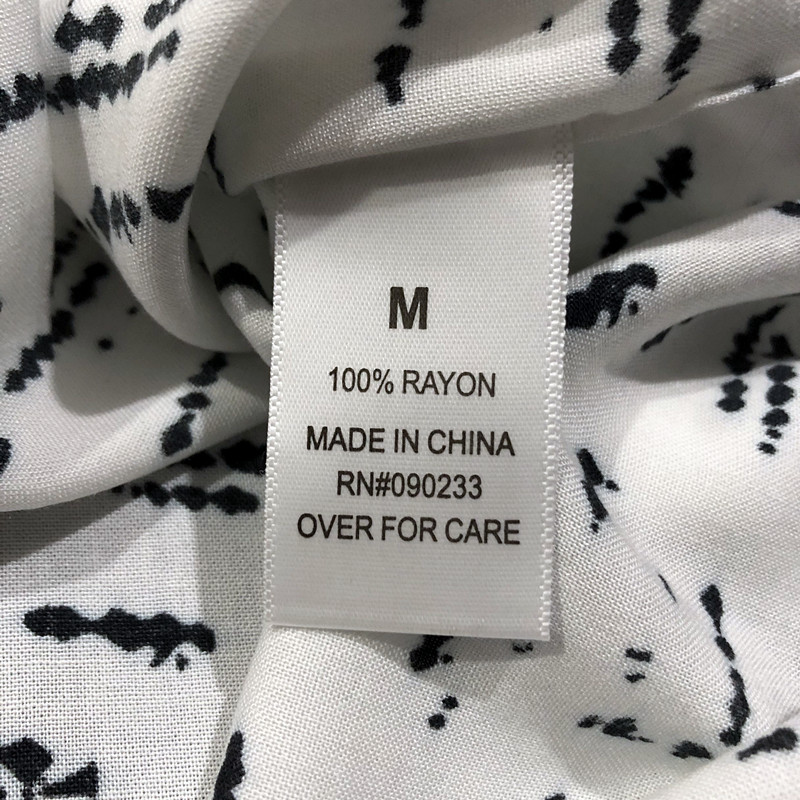 M
100% RAYON
MADE IN CHINA
RN#090233
OVER FOR CARE